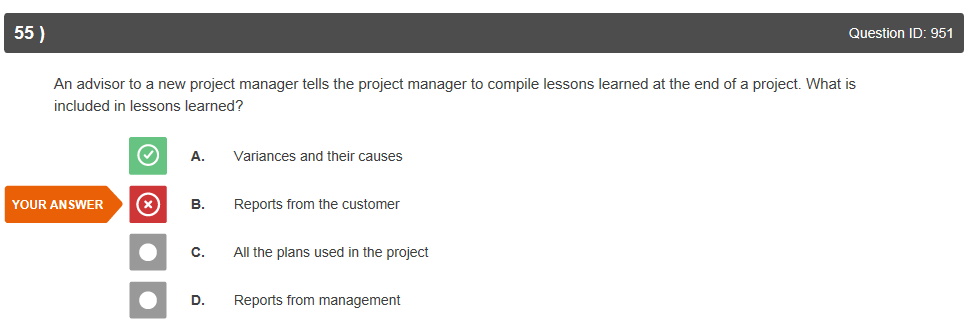 55 )
Question ID: 951
An advisor to a new project manager tells the project manager to compile lessons learned at the end of a project. What is
included in lessons learned?
A. Variances and their causes
YOUR ANSWER B. Reports from the customer
C. All the plans used in the project
D. Reports from management